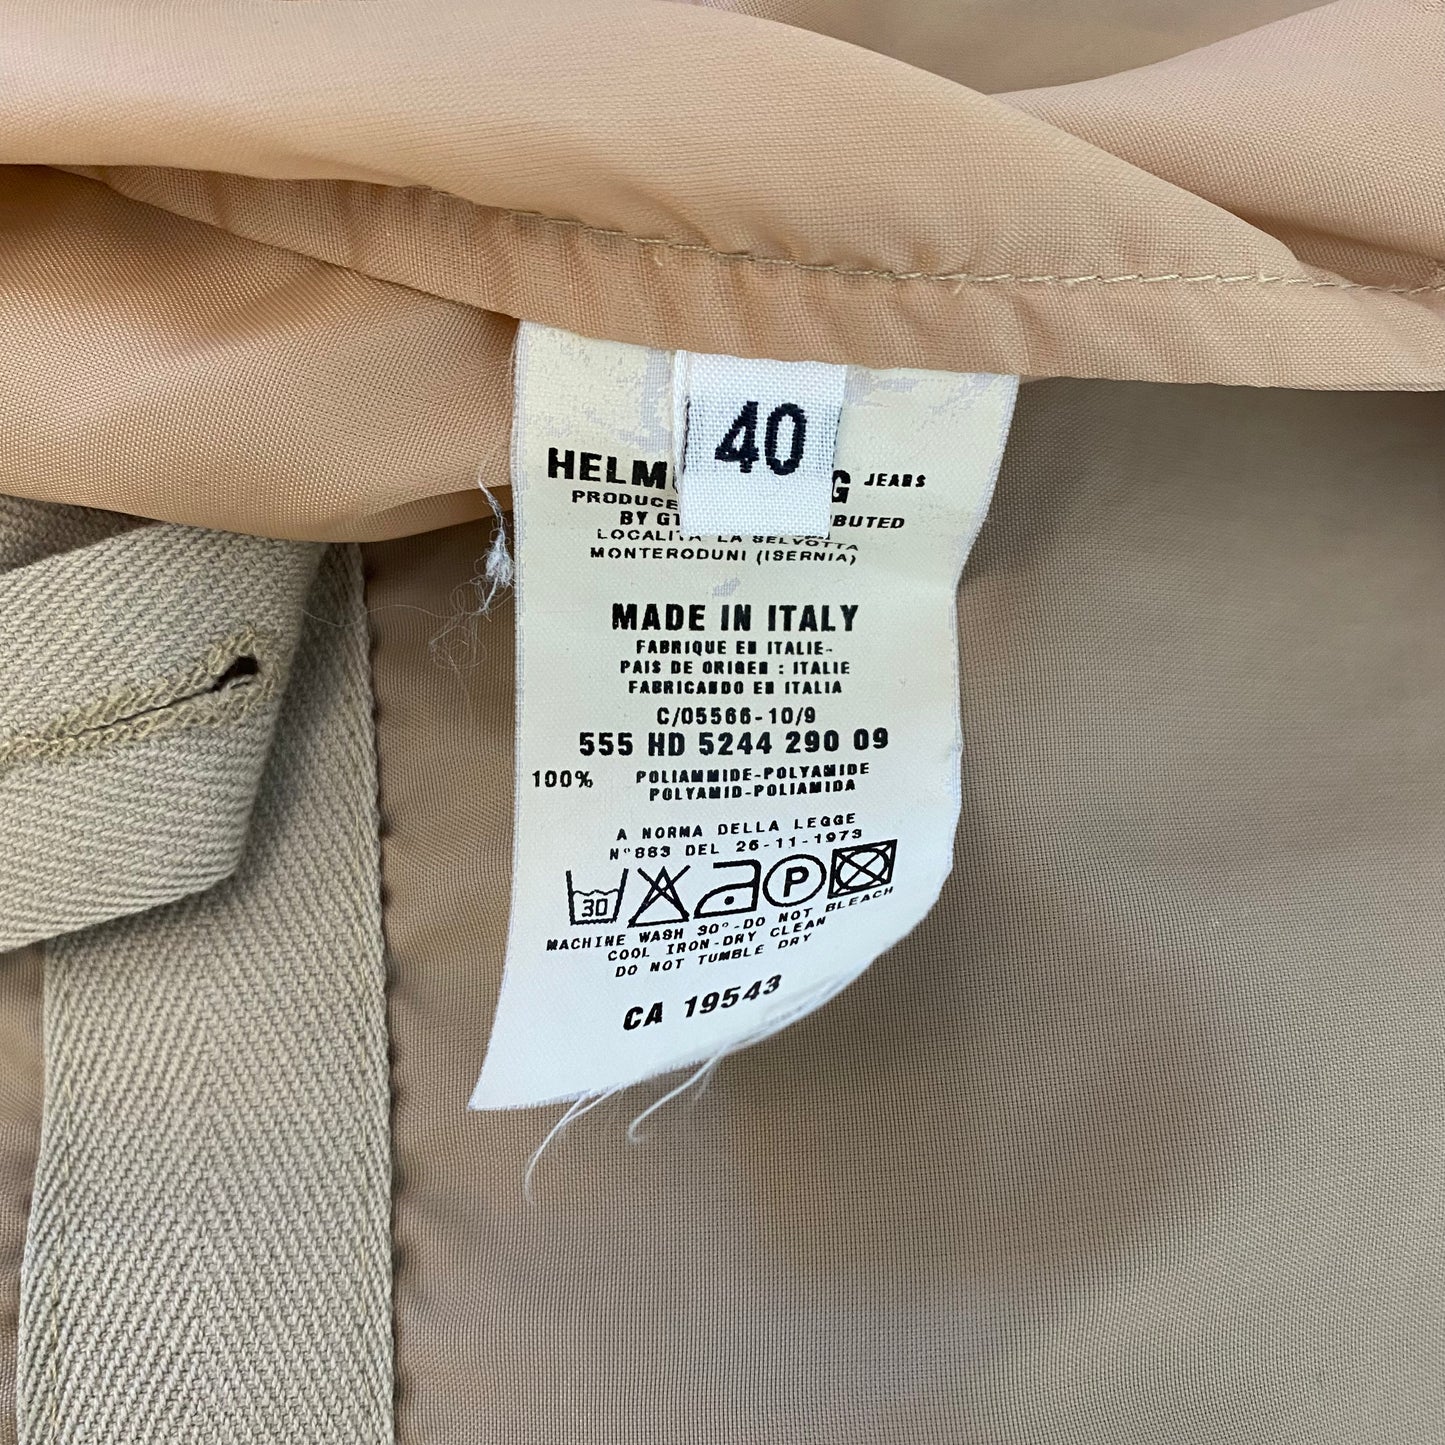 40
HELM G JEANS
PRODUCE
BY GT BUTED
LOCALITA' LA SELVOTTA
MONTERODUNI (ISERNIA)
MADE IN ITALY
FABRIQUE EN ITALIE-
PAIS DE ORIGEN : ITALIE
FABRICANDO EN ITALIA
C/05566-10/9
555 HD 5244 290 09
100% POLIAMMIDE-POLYAMIDE
POLYAMID-POLIAMIDA
A NORMA DELLA LEGGE
N°883 DEL 26-11-1973
30 P
MACHINE WASH 30°-DO NOT BLEACH
COOL IRON-DRY CLEAN
DO NOT TUMBLE DRY
CA 19543